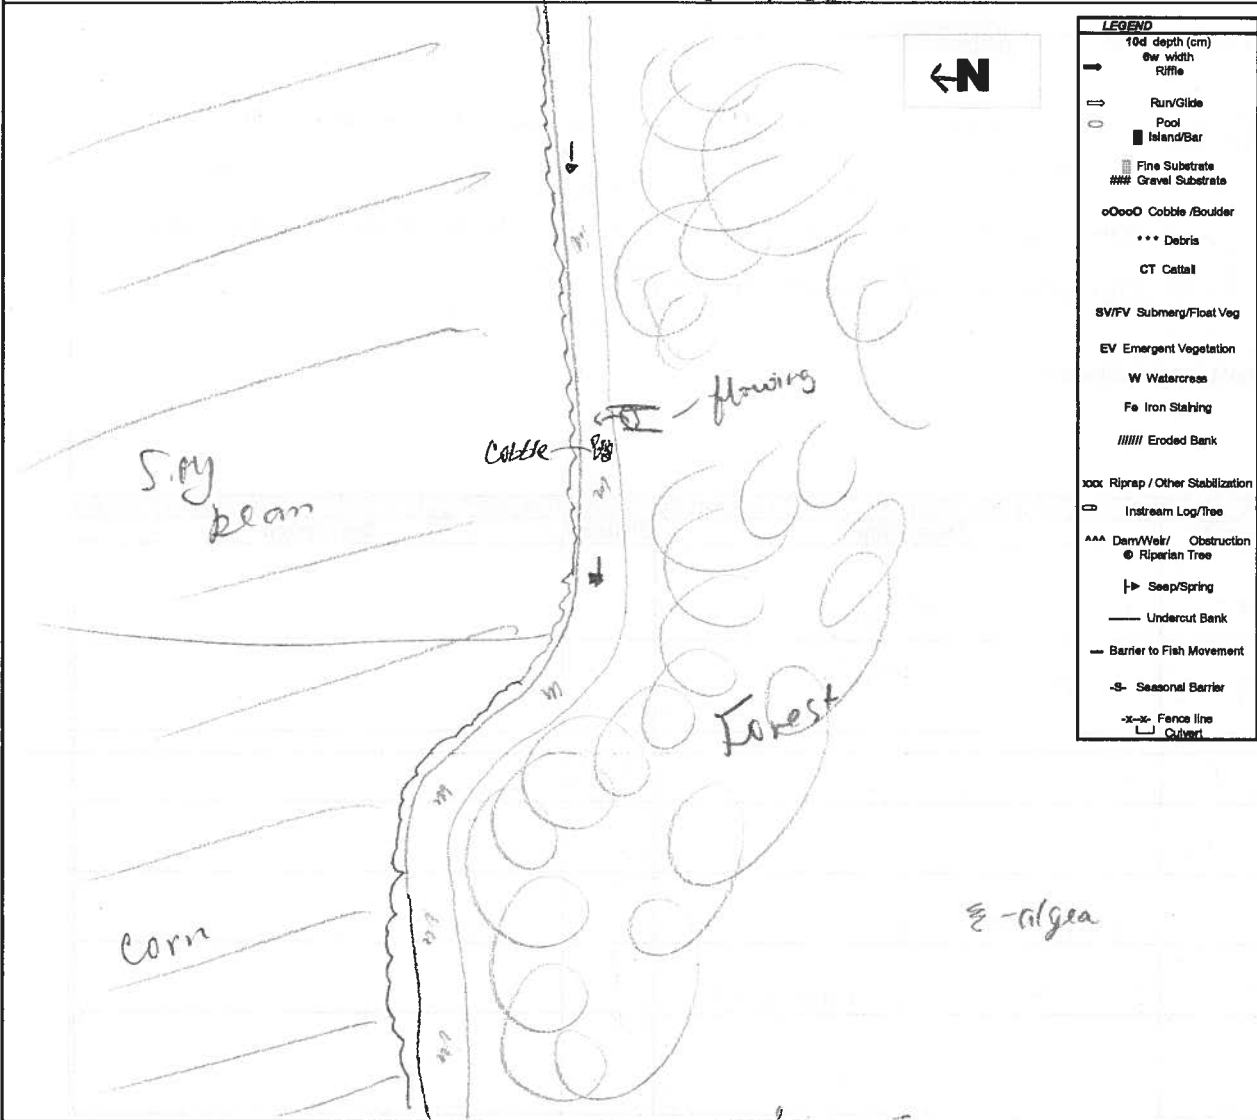 ←N
LEGEND
10d depth (cm)
6w width
Riffle
Run/Glide
Pool
Island/Bar
Fine Substrate
### Gravel Substrate
oOooO Cobble /Boulder
*** Debris
CT Cattail
SV/FV Submerg/Float Veg
EV Emergent Vegetation
W Watercress
Fe Iron Staining
/////// Eroded Bank
xxx Riprap / Other Stabilization
Instream Log/Tree
^^^ Dam/Weir/ Obstruction
Riparian Tree
Seep/Spring
Undercut Bank
Barrier to Fish Movement
-S- Seasonal Barrier
-x--x- Fence line
Culvert
- flowing
Cobble
Soy
bean
Forest
Corn
- algea